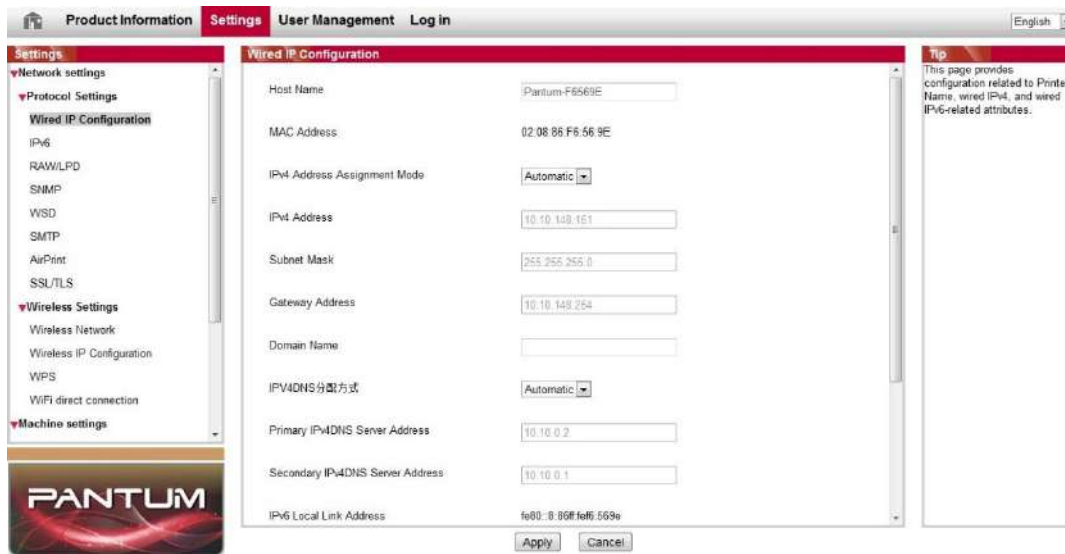 Product Information Settings User Management Log in English
Settings
Network settings
Protocol Settings
Wired IP Configuration
IPv6
RAW/LPD
SNMP
WSD
SMTP
AirPrint
SSL/TLS
Wireless Settings
Wireless Network
Wireless IP Configuration
WPS
WiFi direct connection
Machine settings
PANTUM
Wired IP Configuration
Host Name Pantum-F6569E
MAC Address 02:08:86:F6:56:9E
IPv4 Address Assignment Mode Automatic
IPv4 Address 10.10.148.161
Subnet Mask 255.255.255.0
Gateway Address 10.10.148.254
Domain Name
IPV4DNS分配方式 Automatic
Primary IPv4DNS Server Address 10.10.0.2
Secondary IPv4DNS Server Address 10.10.0.1
IPv6 Local Link Address fe80::8:86ff:fef6:569e
Apply Cancel
Tip
This page provides
configuration related to Printe
Name, wired IPv4, and wired
IPv6-related attributes.